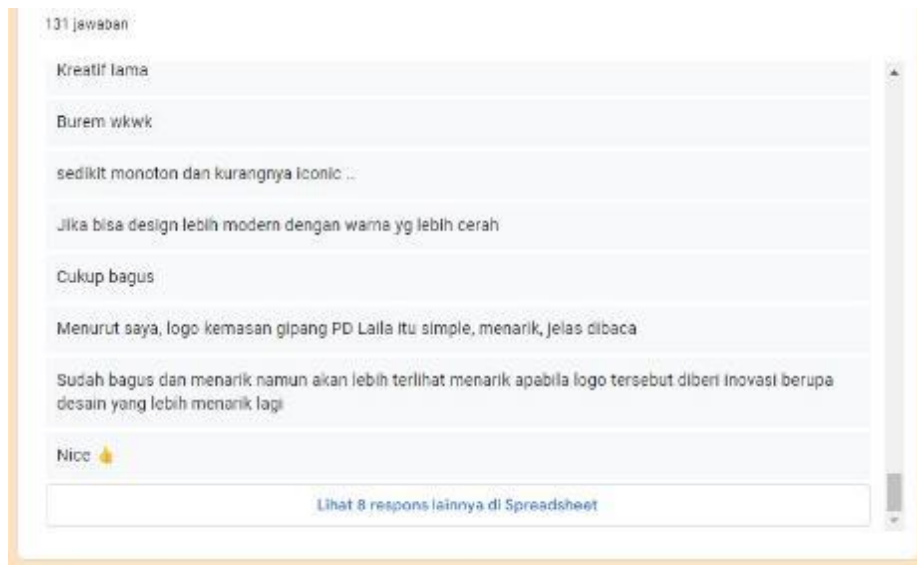 131 jawaban
Kreatif lama
Burem wkwk
sedikit monoton dan kurangnya iconic ..
Jika bisa design lebih modern dengan warna yg lebih cerah
Cukup bagus
Menurut saya, logo kemasan gipang PD Laila itu simple, menarik, jelas dibaca
Sudah bagus dan menarik namun akan lebih terlihat menarik apabila logo tersebut diberi inovasi berupa
desain yang lebih menarik lagi
Nice 👍
Lihat 8 respons lainnya di Spreadsheet